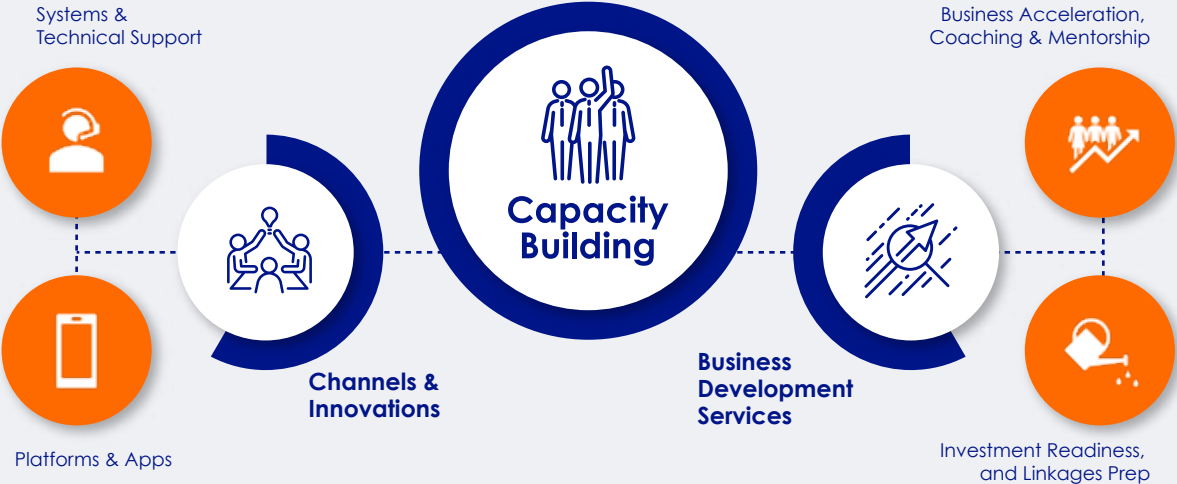 Systems &
Technical Support
Business Acceleration,
Coaching & Mentorship
Capacity
Building
Channels &
Innovations
Business
Development
Services
Platforms & Apps
Investment Readiness,
and Linkages Prep